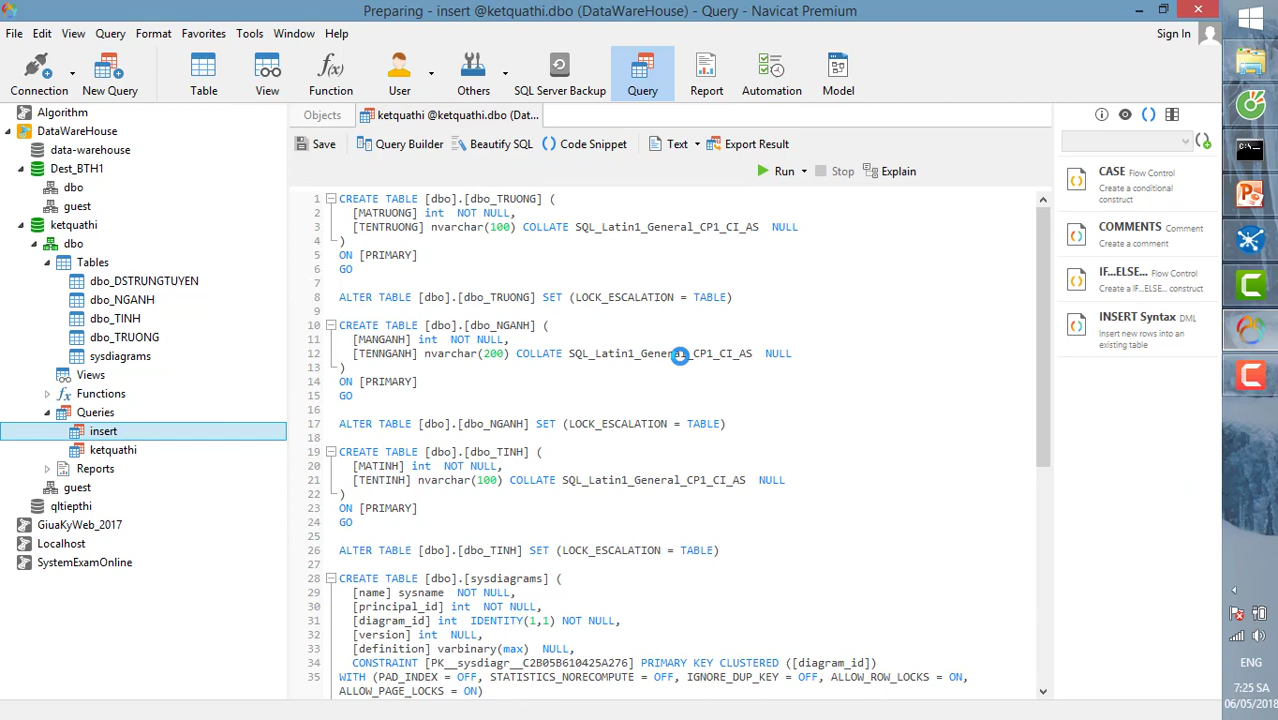 Preparing - insert @ketquathi.dbo (DataWareHouse) - Query - Navicat Premium
File Edit View Query Format Favorites Tools Window Help
Sign In
Connection New Query Table View Function User Others SQL Server Backup Query Report Automation Model
Objects ketquathi @ketquathi.dbo (Dat...
Save Query Builder Beautify SQL Code Snippet Text Export Result
Run Stop Explain
Algorithm
DataWareHouse
data-warehouse
Dest_BTH1
dbo
guest
ketquathi
dbo
Tables
dbo_DSTRUNGTUYEN
dbo_NGANH
dbo_TINH
dbo_TRUONG
sysdiagrams
Views
Functions
Queries
insert
ketquathi
Reports
guest
qltiepthi
GiuaKyWeb_2017
Localhost
SystemExamOnline
1 CREATE TABLE [dbo].[dbo_TRUONG] (
2 [MATRUONG] int NOT NULL,
3 [TENTRUONG] nvarchar(100) COLLATE SQL_Latin1_General_CP1_CI_AS NULL
4 )
5 ON [PRIMARY]
6 GO
7
8 ALTER TABLE [dbo].[dbo_TRUONG] SET (LOCK_ESCALATION = TABLE)
9
10 CREATE TABLE [dbo].[dbo_NGANH] (
11 [MANGANH] int NOT NULL,
12 [TENNGANH] nvarchar(200) COLLATE SQL_Latin1_General_CP1_CI_AS NULL
13 )
14 ON [PRIMARY]
15 GO
16
17 ALTER TABLE [dbo].[dbo_NGANH] SET (LOCK_ESCALATION = TABLE)
18
19 CREATE TABLE [dbo].[dbo_TINH] (
20 [MATINH] int NOT NULL,
21 [TENTINH] nvarchar(100) COLLATE SQL_Latin1_General_CP1_CI_AS NULL
22 )
23 ON [PRIMARY]
24 GO
25
26 ALTER TABLE [dbo].[dbo_TINH] SET (LOCK_ESCALATION = TABLE)
27
28 CREATE TABLE [dbo].[sysdiagrams] (
29 [name] sysname NOT NULL,
30 [principal_id] int NOT NULL,
31 [diagram_id] int IDENTITY(1,1) NOT NULL,
32 [version] int NULL,
33 [definition] varbinary(max) NULL,
34 CONSTRAINT [PK__sysdiagr__C2B05B610425A276] PRIMARY KEY CLUSTERED ([diagram_id])
35 WITH (PAD_INDEX = OFF, STATISTICS_NORECOMPUTE = OFF, IGNORE_DUP_KEY = OFF, ALLOW_ROW_LOCKS = ON,
ALLOW_PAGE_LOCKS = ON)
CASE Flow Control
Create a conditional
construct
COMMENTS Comment
Create a comment
IF...ELSE... Flow Control
Create a IF...ELSE... construct
INSERT Syntax DML
Insert new rows into an
existing table
ENG
7:25 SA
06/05/2018